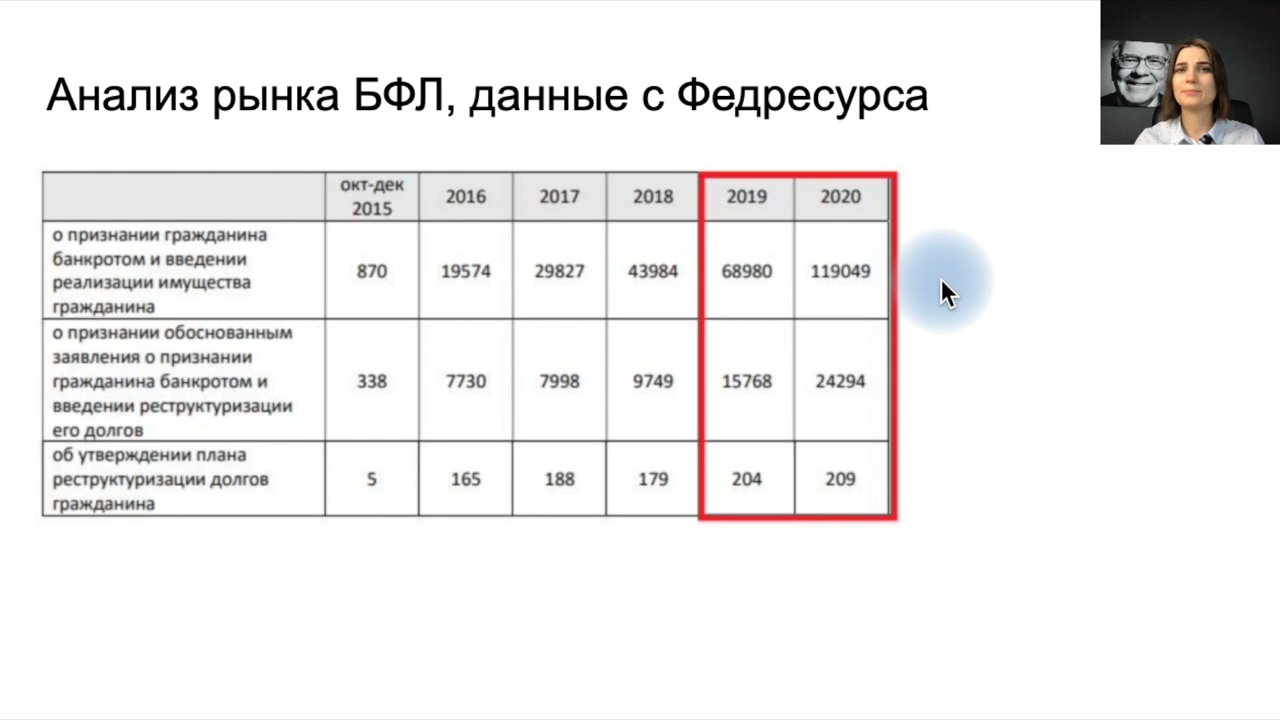 Анализ рынка БФЛ, данные с Федресурса
окт-дек
2015
2016
2017
2018
2019
2020
о признании гражданина
банкротом и введении
реализации имущества
гражданина
870
19574
29827
43984
68980
119049
о признании обоснованным
заявления о признании
гражданина банкротом и
введении реструктуризации
его долгов
338
7730
7998
9749
15768
24294
об утверждении плана
реструктуризации долгов
гражданина
5
165
188
179
204
209